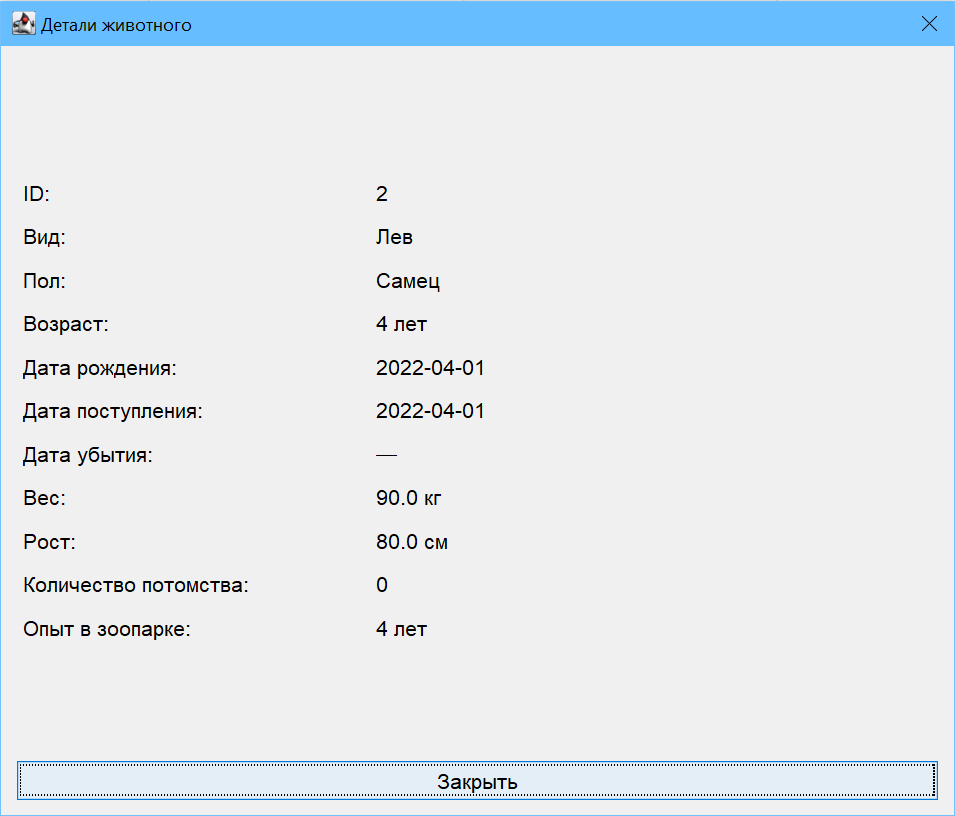 Детали животного
ID: 2
Вид: Лев
Пол: Самец
Возраст: 4 лет
Дата рождения: 2022-04-01
Дата поступления: 2022-04-01
Дата убытия: —
Вес: 90.0 кг
Рост: 80.0 см
Количество потомства: 0
Опыт в зоопарке: 4 лет
Закрыть